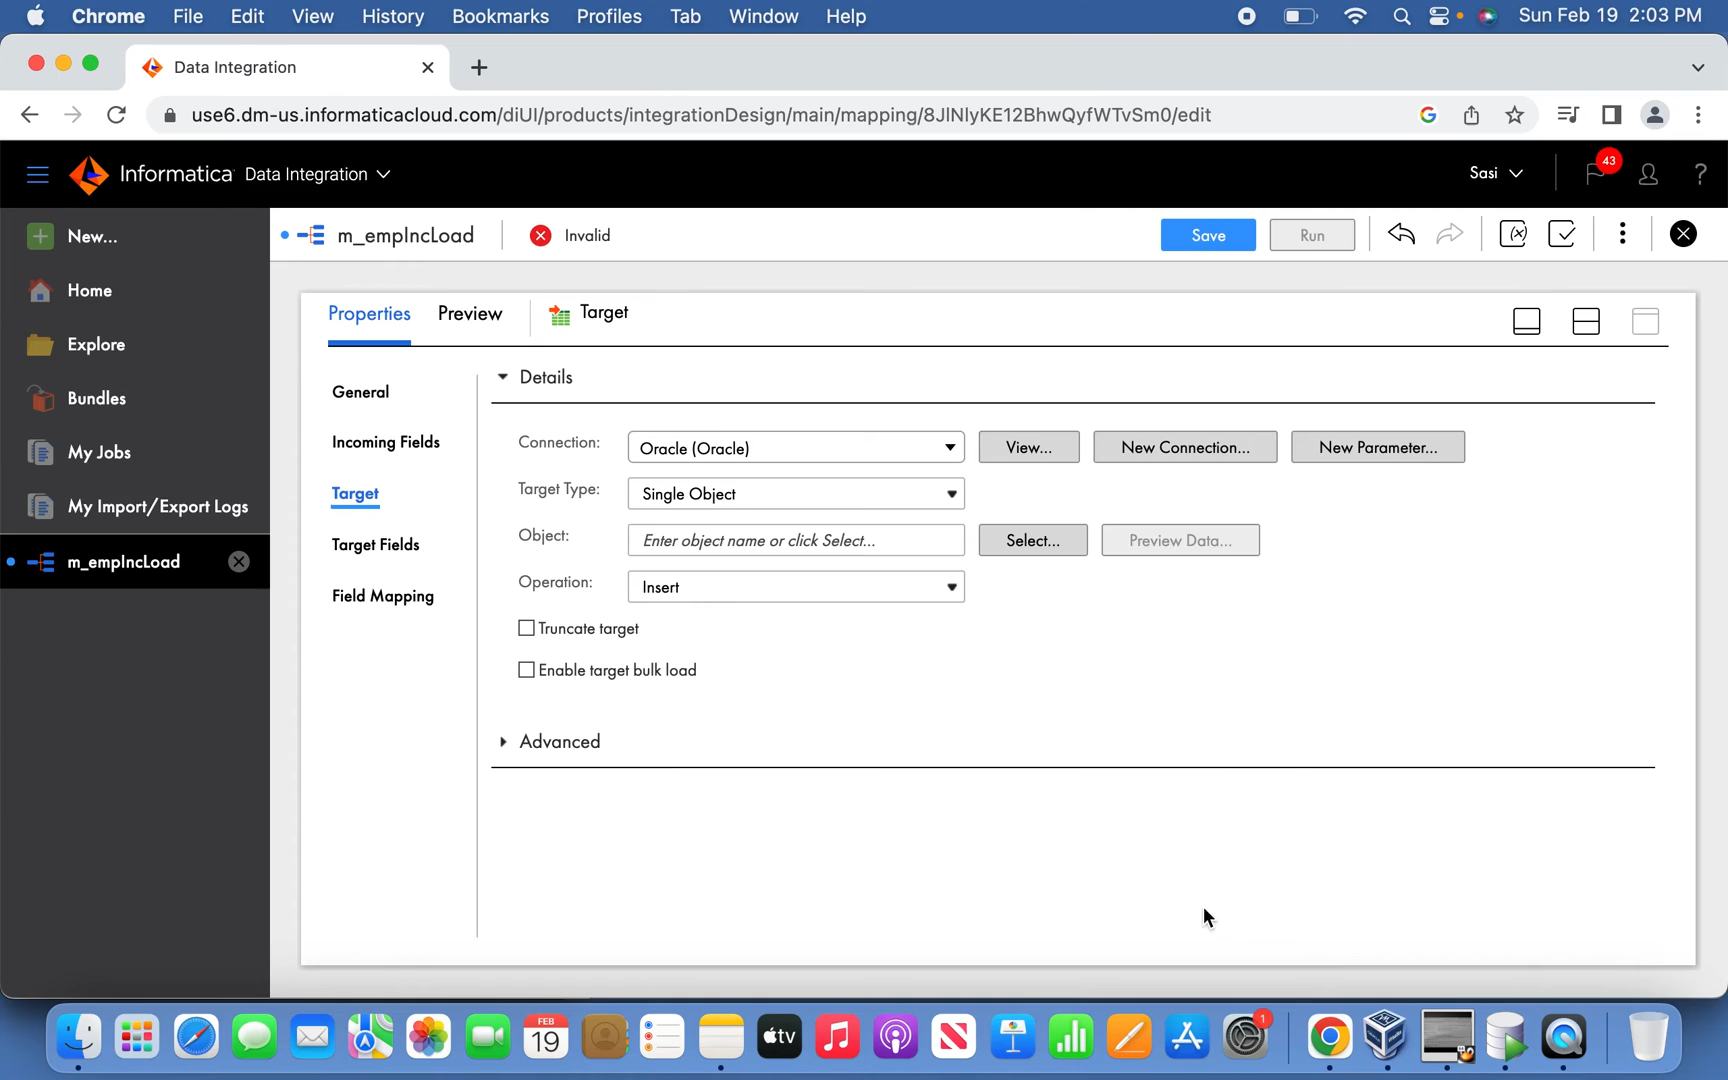 Chrome File Edit View History Bookmarks Profiles Tab Window Help Sun Feb 19 2:03 PM
Data Integration
use6.dm-us.informaticacloud.com/diUI/products/integrationDesign/main/mapping/8JlNlyKE12BhwQyfWTvSm0/edit
Informatica Data Integration Sasi 43 ?
New...
m_empIncLoad Invalid Save Run
Home
Properties Preview Target
Explore
Details
General
Bundles
Incoming Fields Connection: Oracle (Oracle) View... New Connection... New Parameter...
My Jobs
Target Target Type: Single Object
My Import/Export Logs
Target Fields Object: Enter object name or click Select... Select... Preview Data...
m_empIncLoad
Field Mapping Operation: Insert
Truncate target
Enable target bulk load
Advanced
FEB
19
tv
1